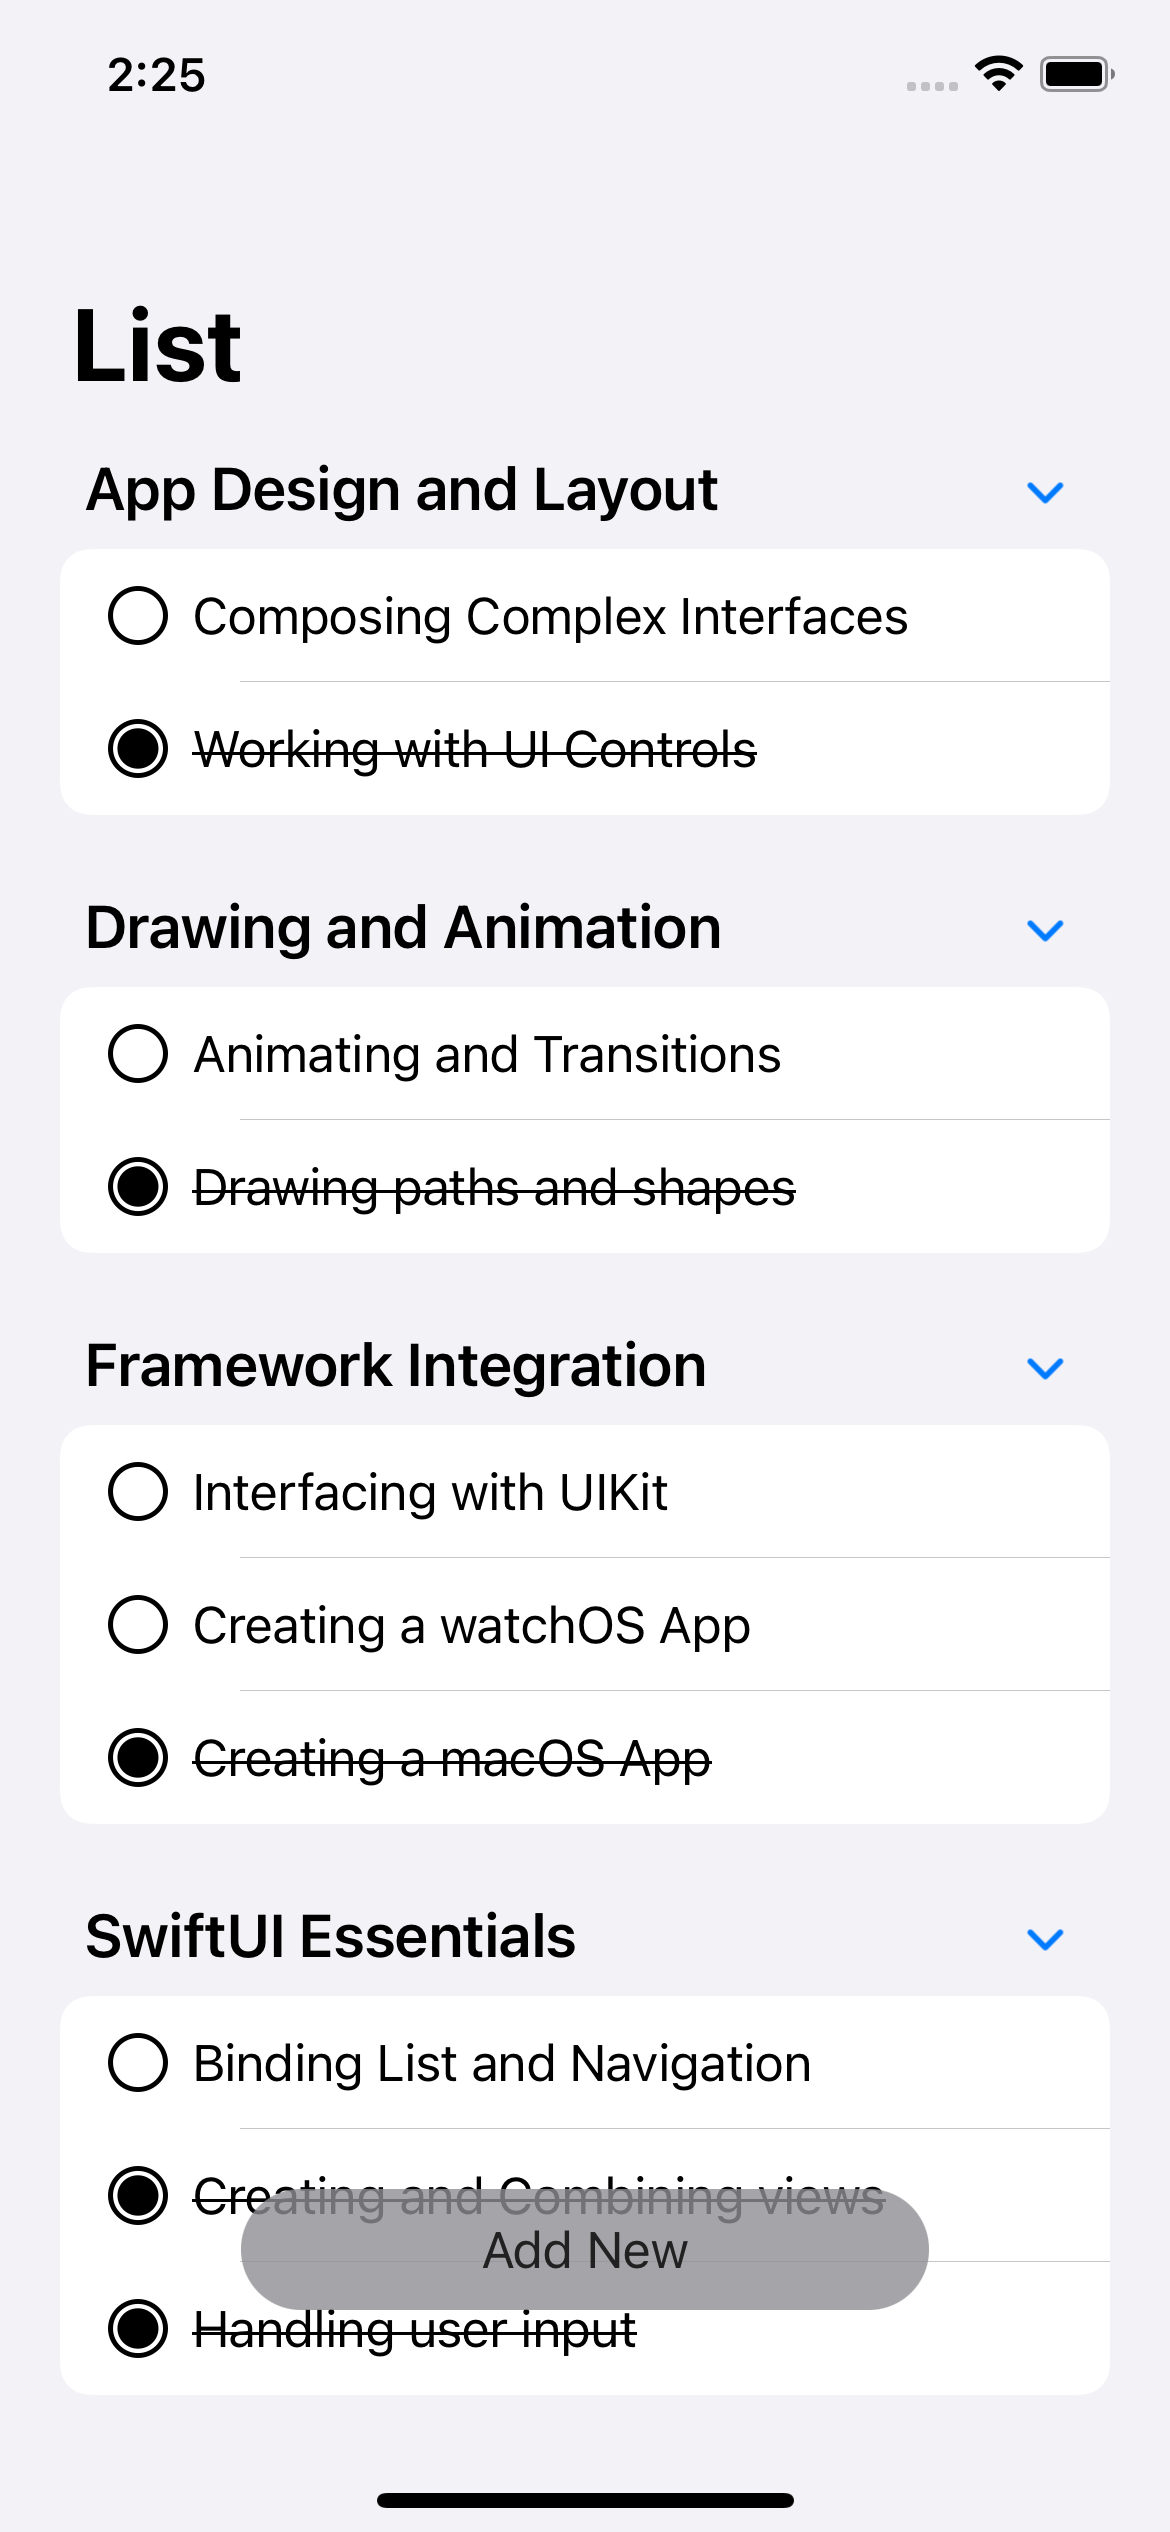 2:25
List
App Design and Layout
Composing Complex Interfaces
Working with UI Controls
Drawing and Animation
Animating and Transitions
Drawing paths and shapes
Framework Integration
Interfacing with UIKit
Creating a watchOS App
Creating a macOS App
SwiftUI Essentials
Binding List and Navigation
Creating and Combining views
Add New
Handling user input